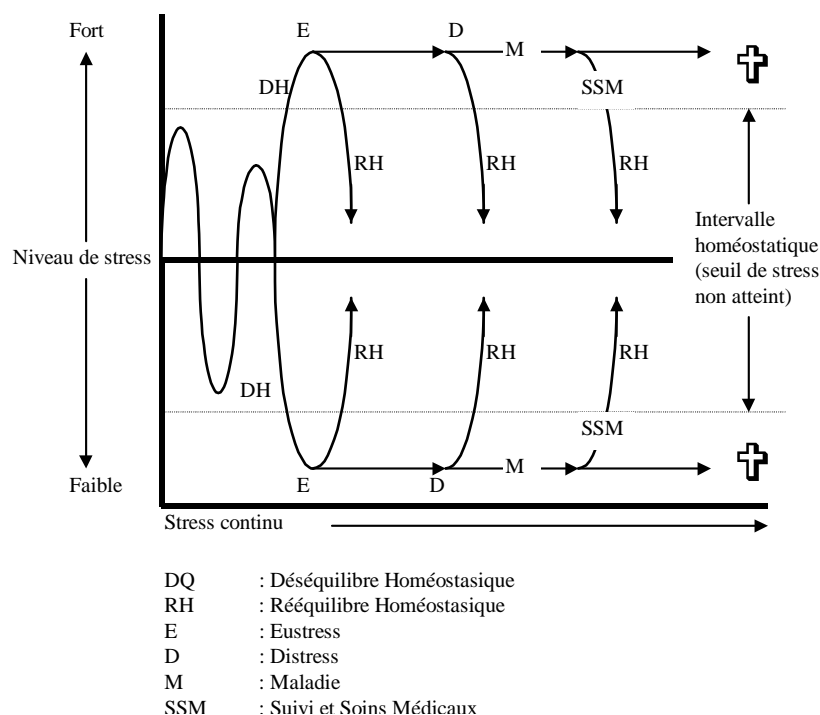 Fort
E
D
M
DH
SSM
RH
RH
RH
Niveau de stress
Intervalle
homéostatique
(seuil de stress
non atteint)
RH
RH
RH
DH
SSM
M
Faible
E
D
Stress continu
DQ : Déséquilibre Homéostasique
RH : Rééquilibre Homéostasique
E : Eustress
D : Distress
M : Maladie
SSM : Suivi et Soins Médicaux